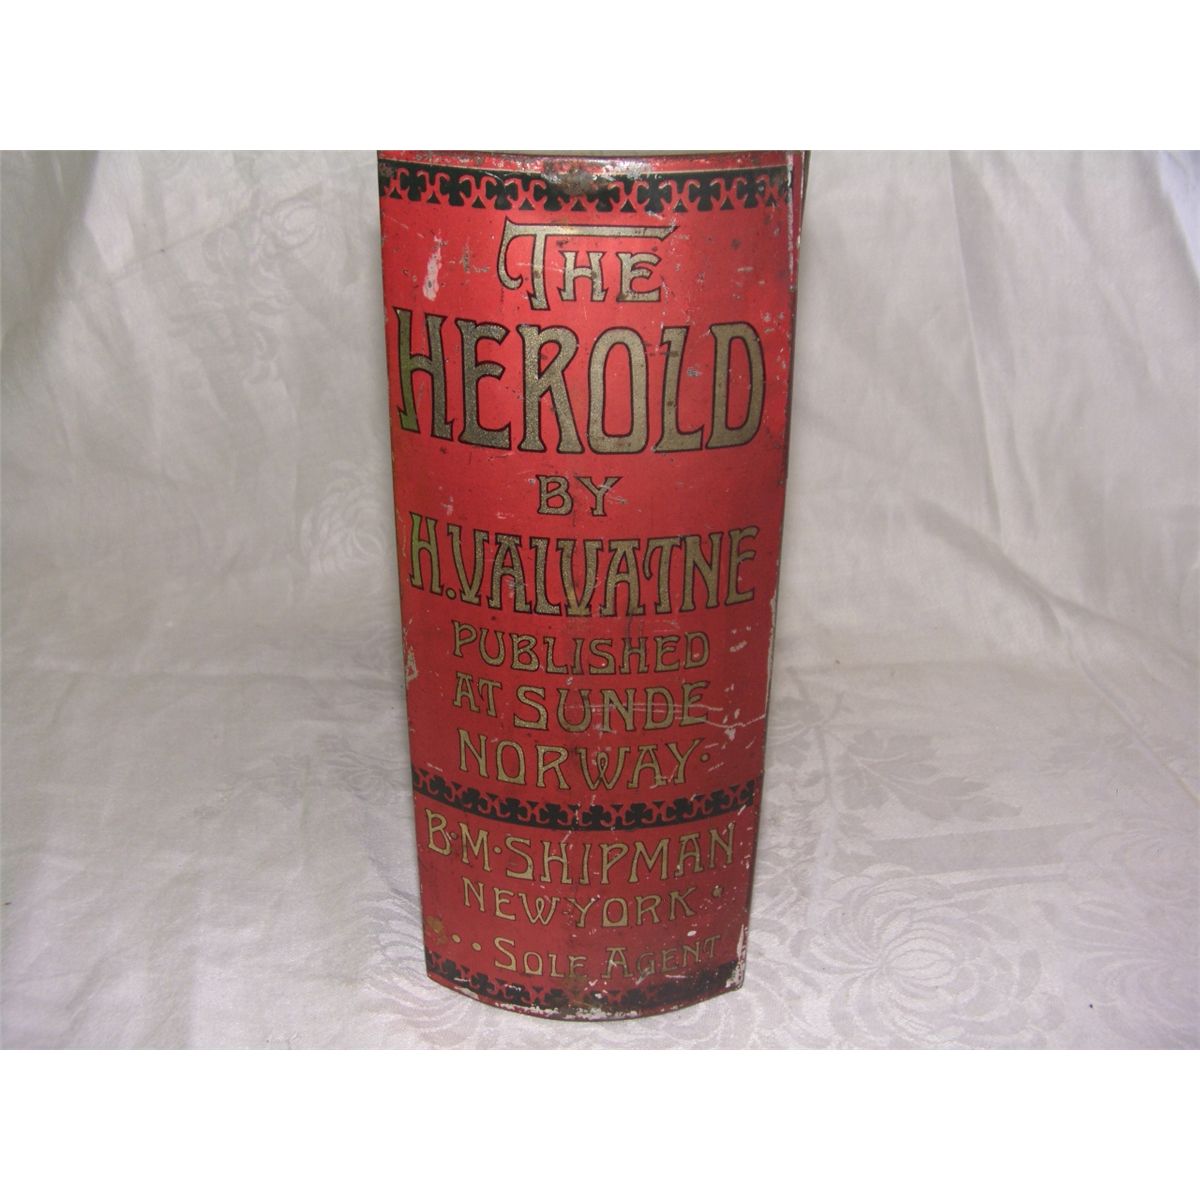 THE
HEROLD
BY
H. VALVATNE
PUBLISHED
AT SUNDE
NORWAY.
B. M. SHIPMAN
NEW YORK.
... SOLE AGENT